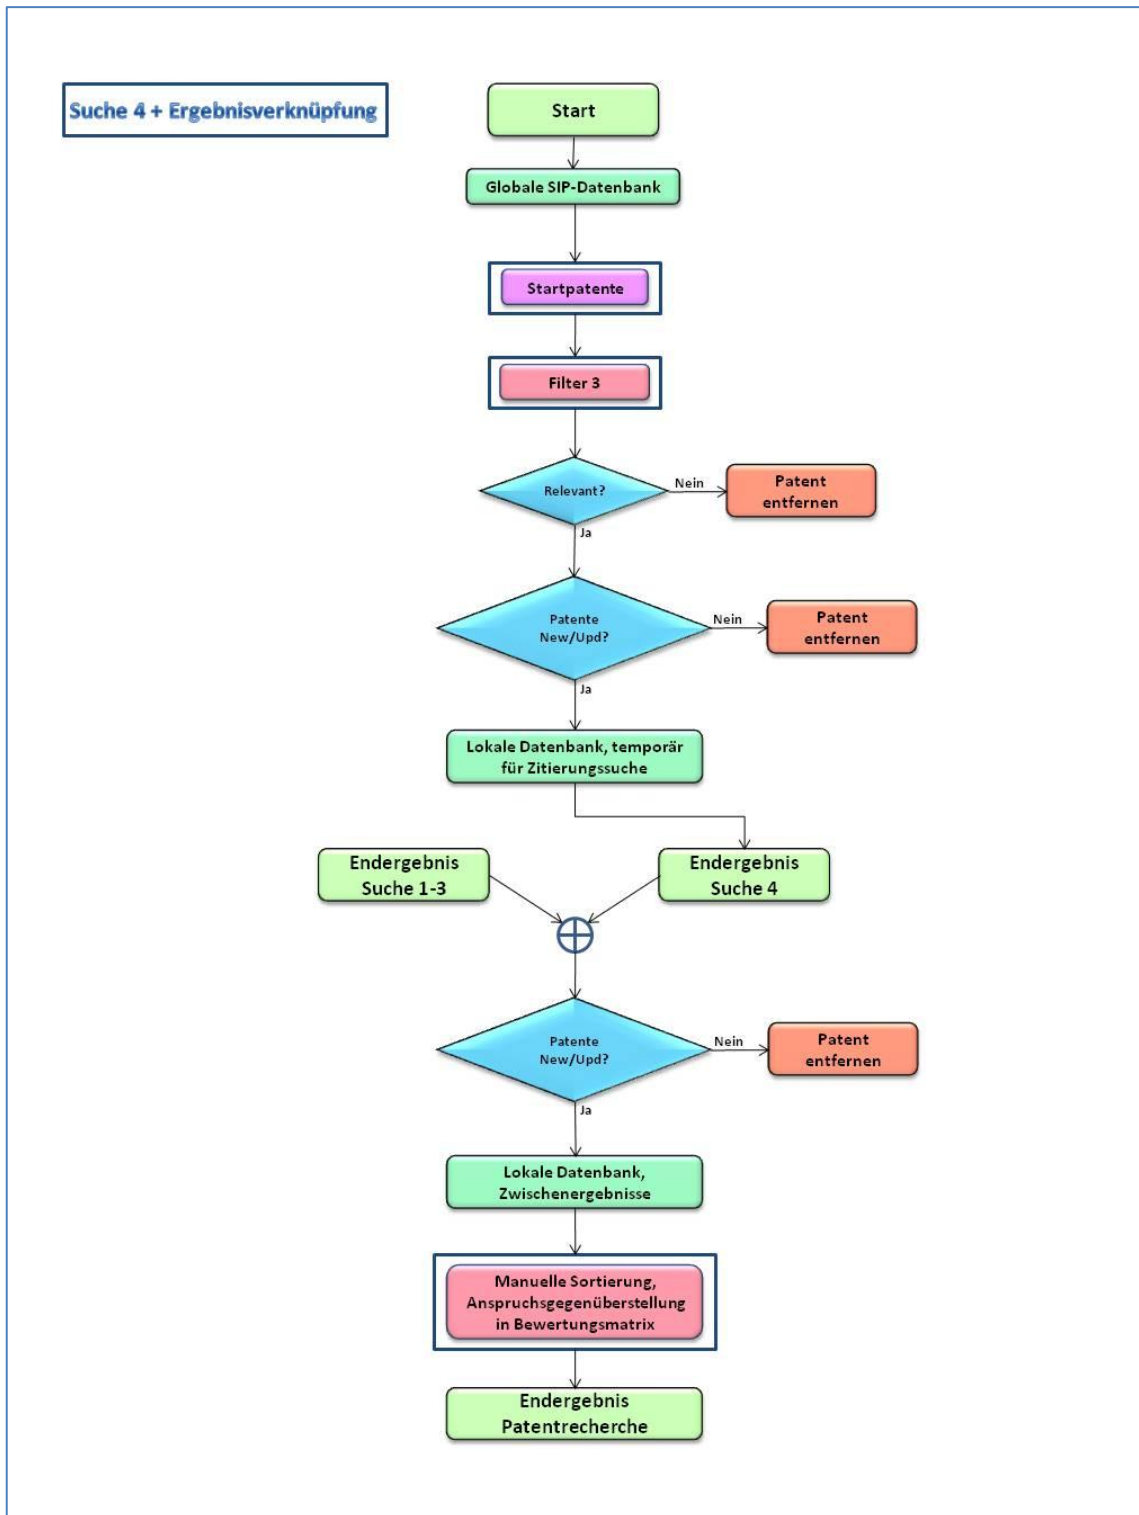 Suche 4 + Ergebnisverknüpfung
Start
Globale SIP-Datenbank
Startpatente
Filter 3
Relevant?
Nein
Patent
entfernen
Ja
Patente
New/Upd?
Nein
Patent
entfernen
Ja
Lokale Datenbank, temporär
für Zitierungssuche
Endergebnis
Suche 1-3
Endergebnis
Suche 4
Patente
New/Upd?
Nein
Patent
entfernen
Ja
Lokale Datenbank,
Zwischenergebnisse
Manuelle Sortierung,
Anspruchsgegenüberstellung
in Bewertungsmatrix
Endergebnis
Patentrecherche